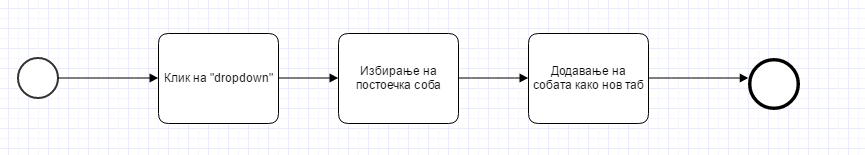 Клик на "dropdown"
Избирање на
постоечка соба
Додавање на
собата како нов таб